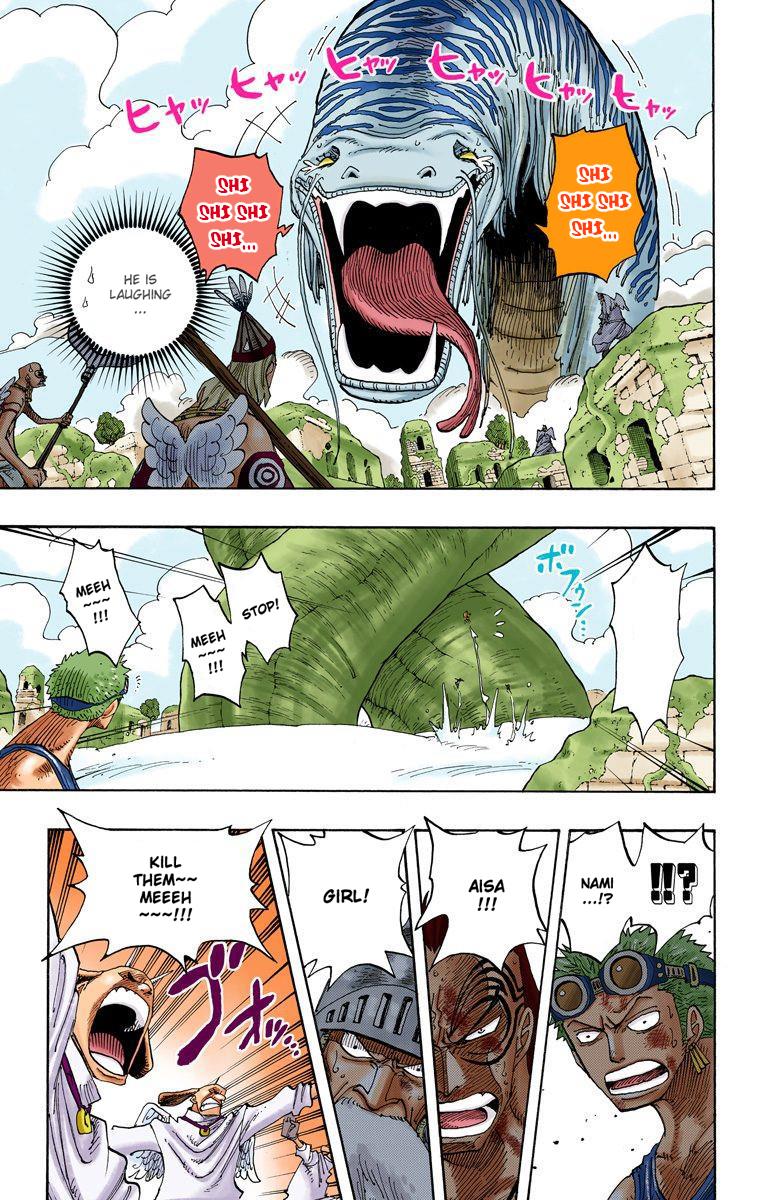 ヒャッ ヒャッ ヒャッ ヒャッ ヒャッ ヒャッ
SHI
SHI SHI
SHI...
SHI
SHI SHI
SHI...
HE IS
LAUGHING
...
ボフウン...
STOP!
MEEH
~~~
!!!
MEEH
~~~
!!!
!!?
NAMI
...!?
AISA
!!!
GIRL!
KILL
THEM~~
MEEEH
~~~!!!
ゴオッ...